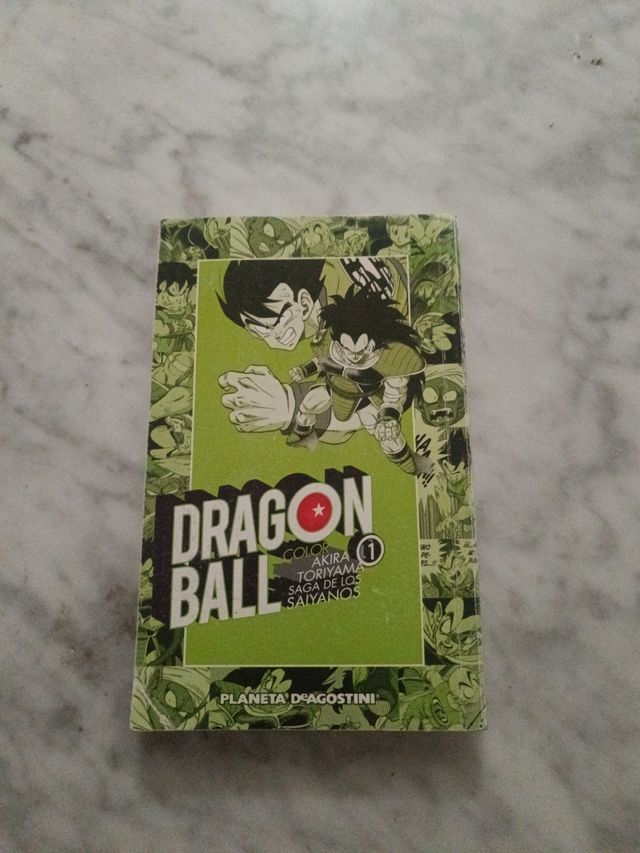 DRAGON
BALL
COLOR
AKIRA
TORIYAMA
SAGA DE LOS
SAIYANOS
1
PLANETA DeAGOSTINI